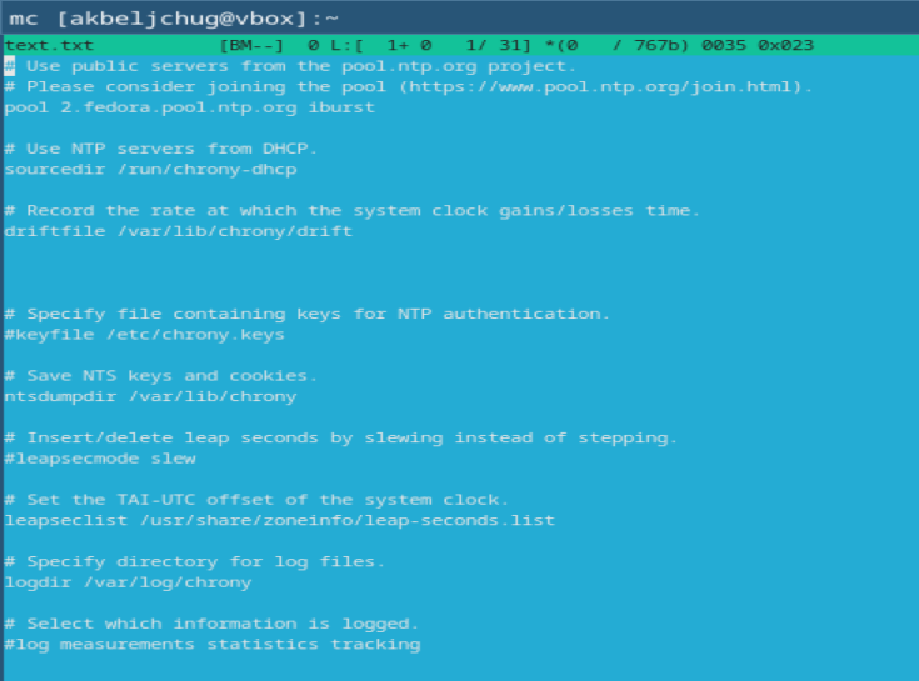 mc [akbeljchug@vbox]:~
text.txt [BM--] 0 L:[ 1+ 0 1/ 31] *(0 / 767b) 0035 0x023
# Use public servers from the pool.ntp.org project.
# Please consider joining the pool (https://www.pool.ntp.org/join.html).
pool 2.fedora.pool.ntp.org iburst
# Use NTP servers from DHCP.
sourcedir /run/chrony-dhcp
# Record the rate at which the system clock gains/losses time.
driftfile /var/lib/chrony/drift
# Specify file containing keys for NTP authentication.
#keyfile /etc/chrony.keys
# Save NTS keys and cookies.
ntsdumpdir /var/lib/chrony
# Insert/delete leap seconds by slewing instead of stepping.
#leapsecmode slew
# Set the TAI-UTC offset of the system clock.
leapseclist /usr/share/zoneinfo/leap-seconds.list
# Specify directory for log files.
logdir /var/log/chrony
# Select which information is logged.
#log measurements statistics tracking